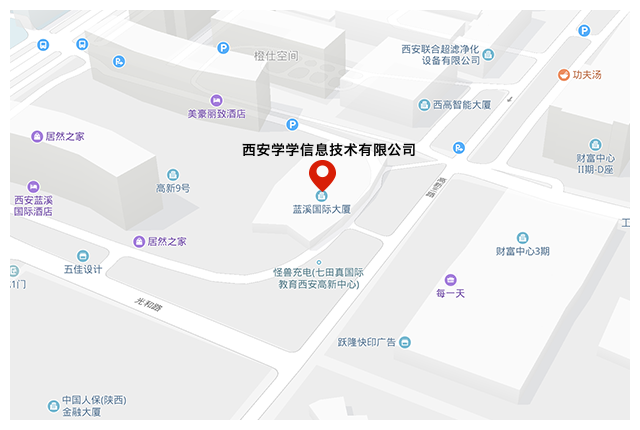 西安联合超滤净化
设备有限公司
橙仕空间
功夫汤
西高智能大厦
美豪丽致酒店
居然之家
西安学学信息技术有限公司
财富中心
II期-D座
高新9号
西安蓝溪
国际酒店
蓝溪国际大厦
居然之家
财富中心3期
五佳设计
怪兽充电(七田真国际
教育西安高新中心)
1门
每一天
光和路
跃隆快印广告
中国人保(陕西)
金融大厦